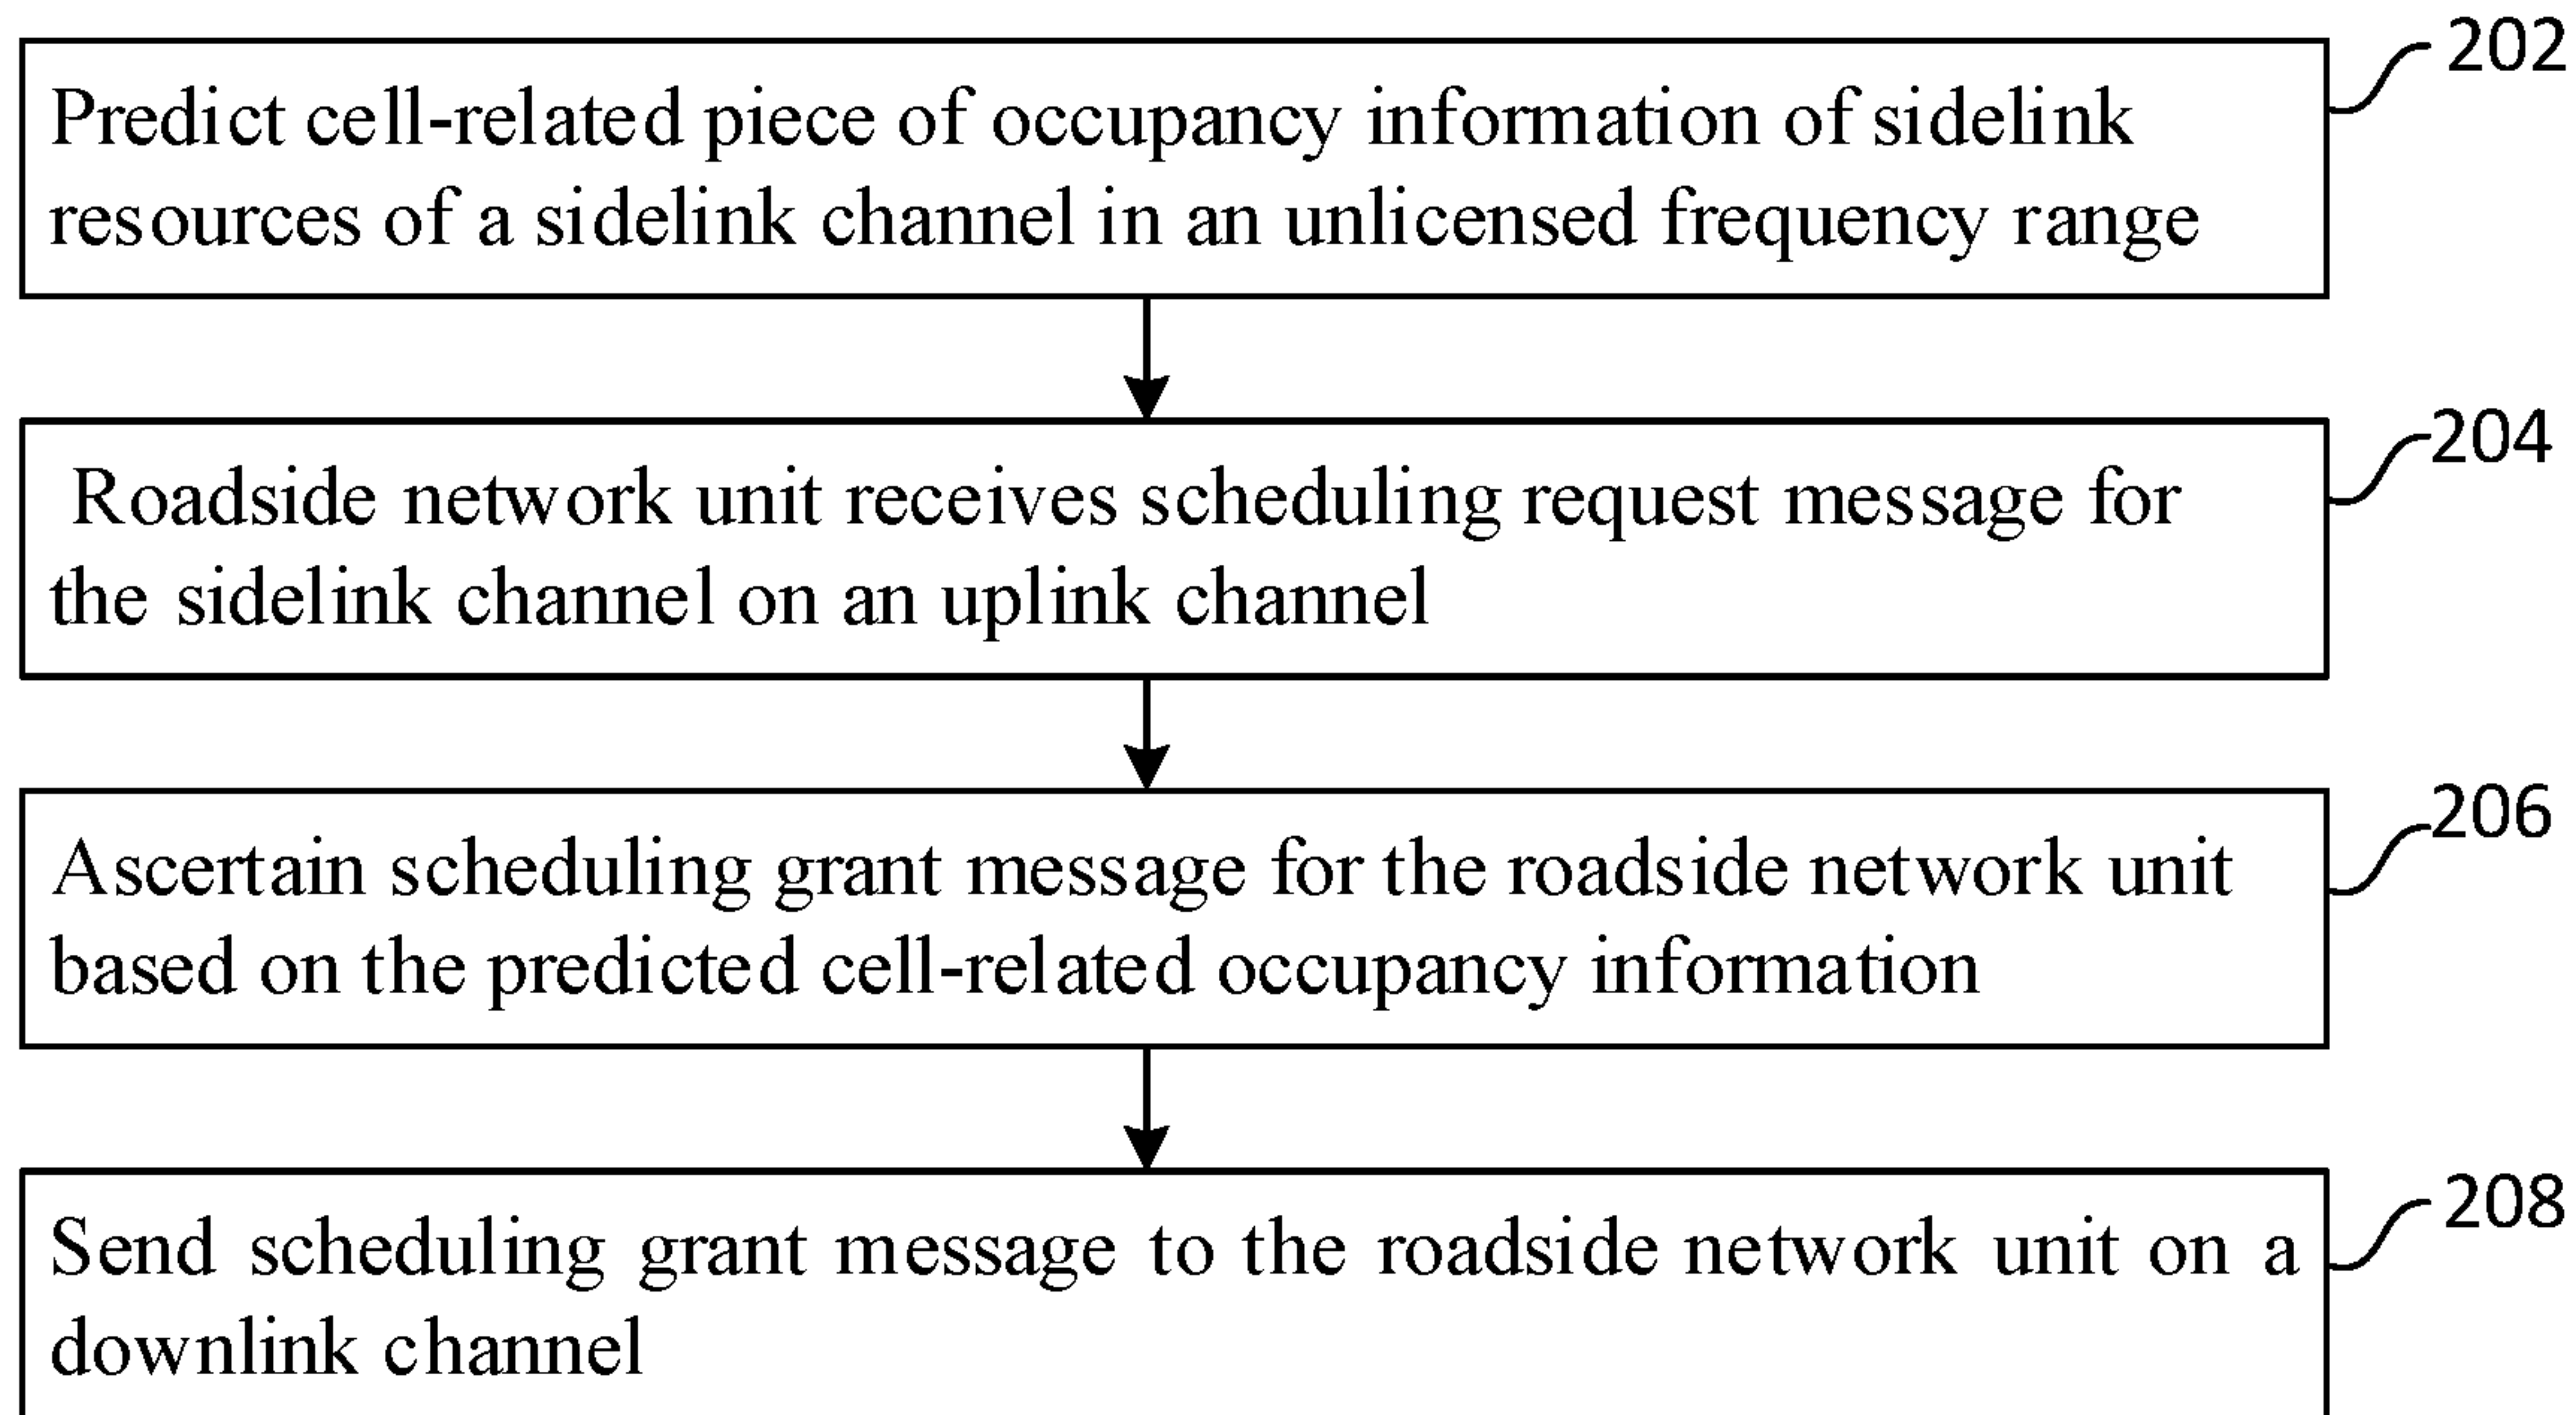 202
Predict cell-related piece of occupancy information of sidelink
resources of a sidelink channel in an unlicensed frequency range
204
Roadside network unit receives scheduling request message for
the sidelink channel on an uplink channel
206
Ascertain scheduling grant message for the roadside network unit
based on the predicted cell-related occupancy information
208
Send scheduling grant message to the roadside network unit on a
downlink channel